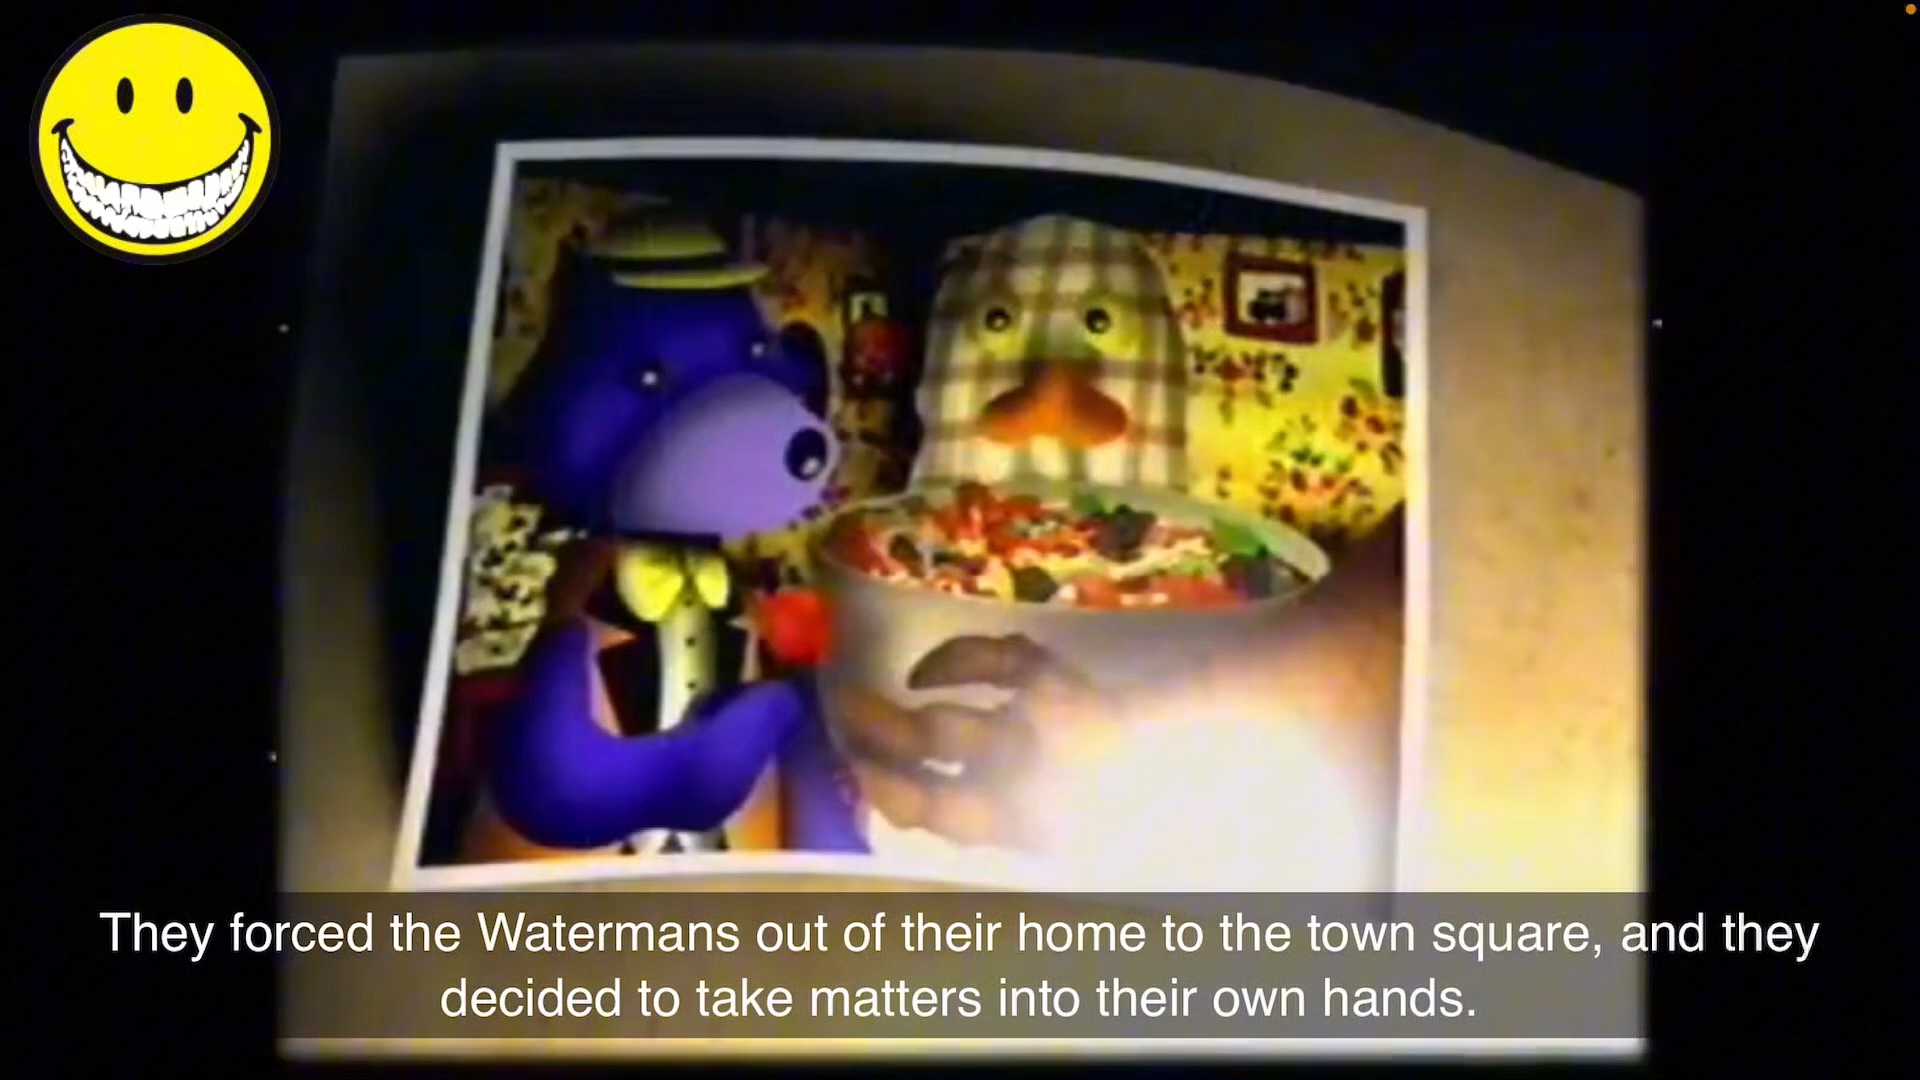 They forced the Watermans out of their home to the town square, and they
decided to take matters into their own hands.